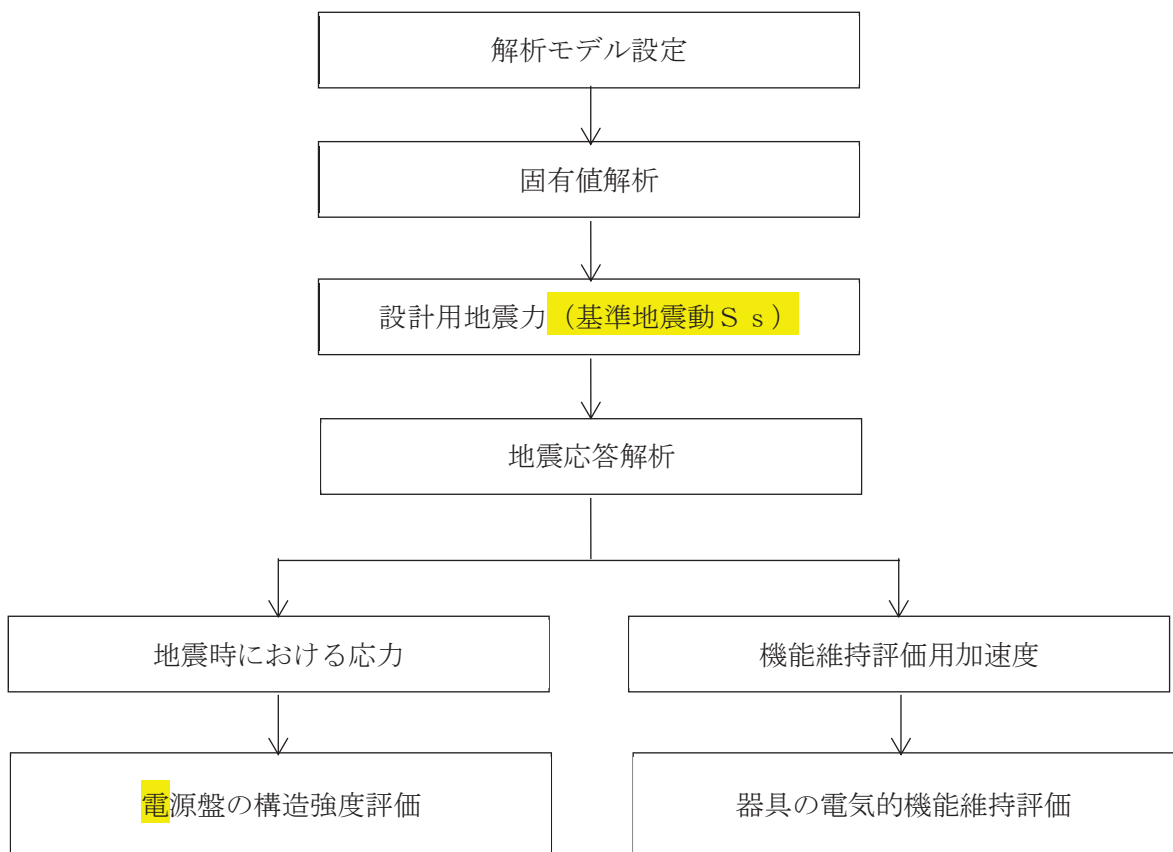 解析モデル設定
固有値解析
設計用地震力（基準地震動Ｓｓ）
地震応答解析
地震時における応力
機能維持評価用加速度
電源盤の構造強度評価
器具の電気的機能維持評価